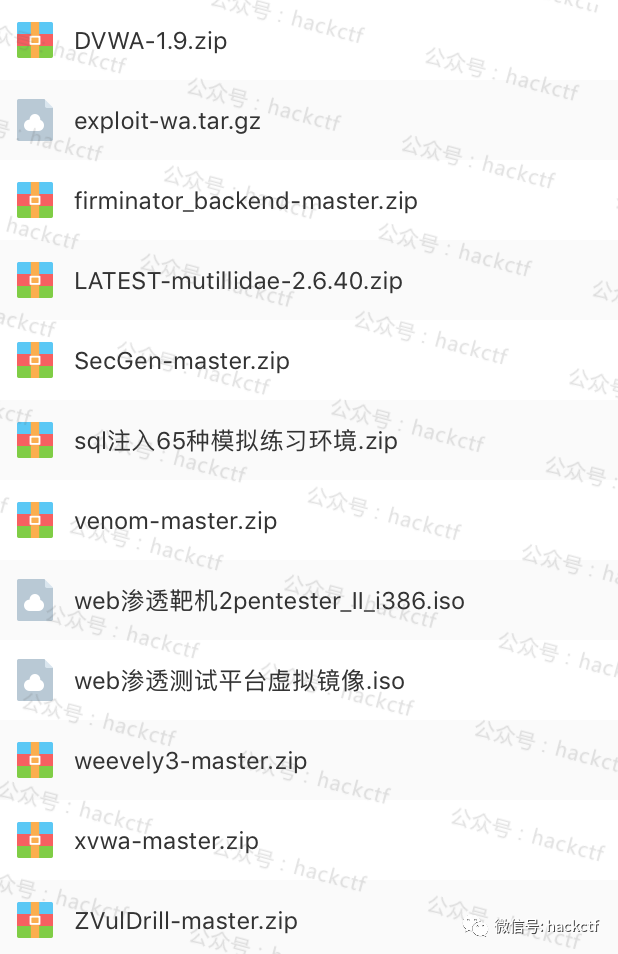 DVWA-1.9.zip
exploit-wa.tar.gz
firminator_backend-master.zip
LATEST-mutillidae-2.6.40.zip
SecGen-master.zip
sql注入65种模拟练习环境.zip
venom-master.zip
web渗透靶机2pentester_II_i386.iso
web渗透测试平台虚拟镜像.iso
weevely3-master.zip
xvwa-master.zip
ZVulDrill-master.zip
微信号: hackctf
公众号 : hackctf